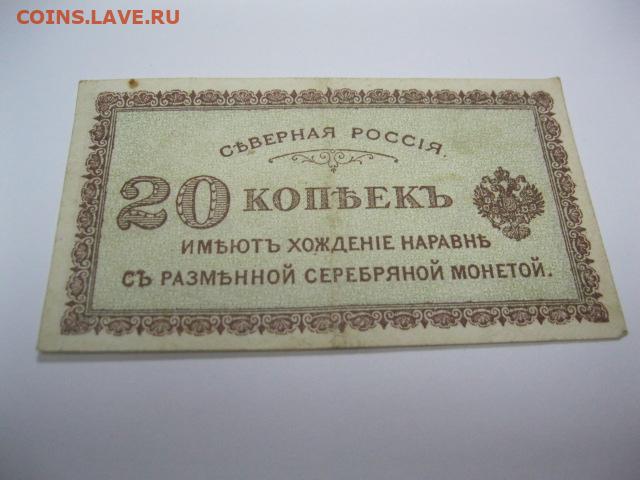 COINS.LAVE.RU
СѢВЕРНАЯ РОССІЯ.
20 КОПѢЕКЪ
ИМѢЮТЪ ХОЖДЕНІЕ НАРАВНѢ
СЪ РАЗМѢННОЙ СЕРЕБРЯНОЙ МОНЕТОЙ.